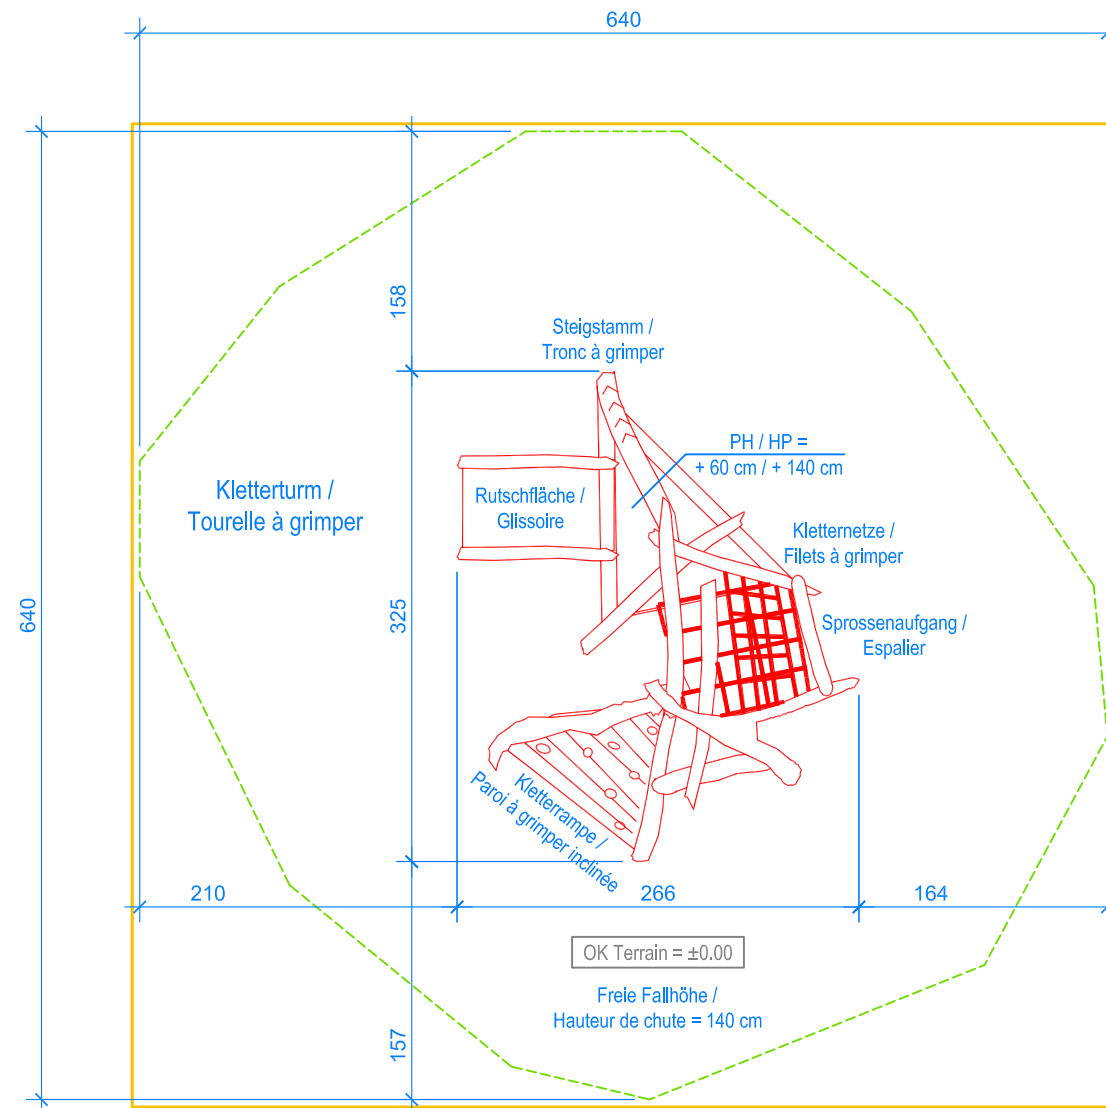 640
158
Steigstamm /
Tronc à grimper
PH / HP =
+ 60 cm / + 140 cm
Kletterturm /
Tourelle à grimper
Rutschfläche /
Glissoire
Kletternetze /
Filets à grimper
640
325
Sprossenaufgang /
Espalier
Kletterrampe /
Paroi à grimper inclinée
210
266
164
OK Terrain = ±0.00
Freie Fallhöhe /
Hauteur de chute = 140 cm
157